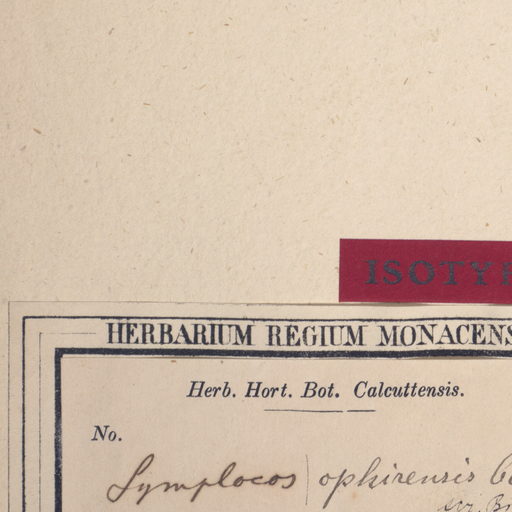 ISOTY
HERBARIUM REGIUM MONACENS
Herb. Hort. Bot. Calcuttensis.
No.
Symplocos ophirensis